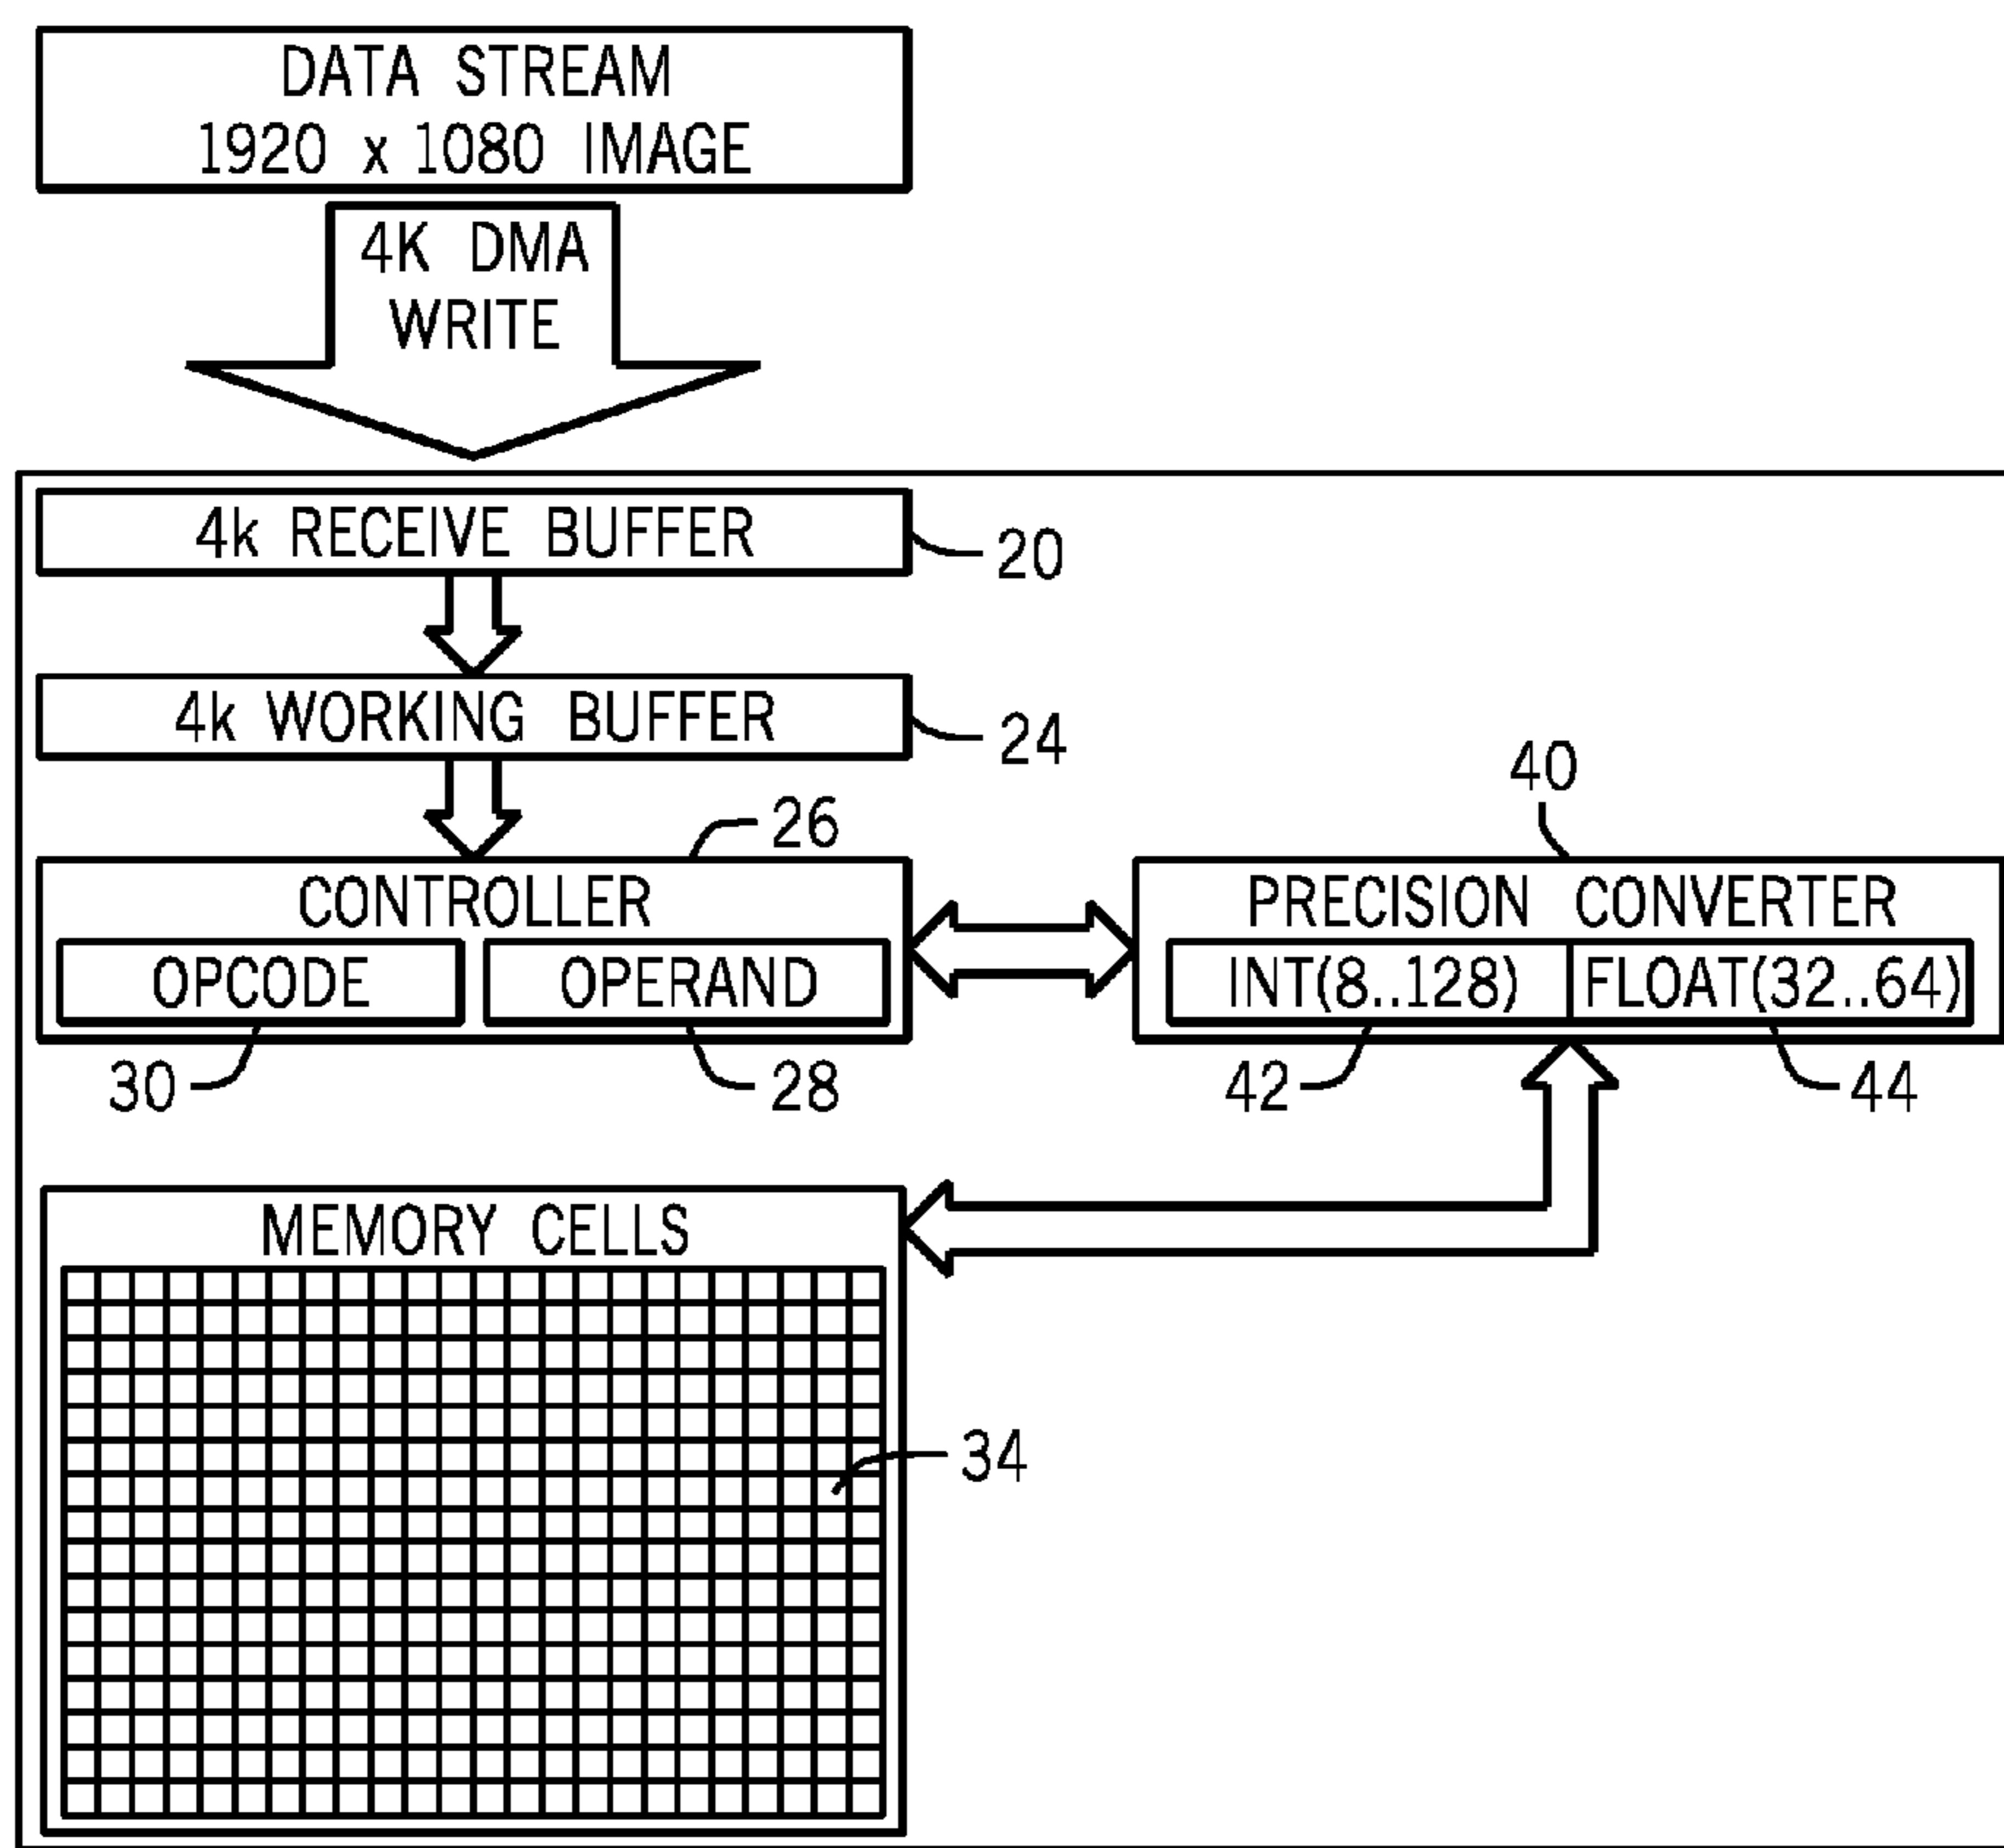 DATA STREAM
1920 x 1080 IMAGE
4K DMA
WRITE
4k RECEIVE BUFFER
20
4k WORKING BUFFER
24
26
CONTROLLER
OPCODE
OPERAND
30
28
40
PRECISION CONVERTER
INT(8..128)
FLOAT(32..64)
42
44
MEMORY CELLS
34